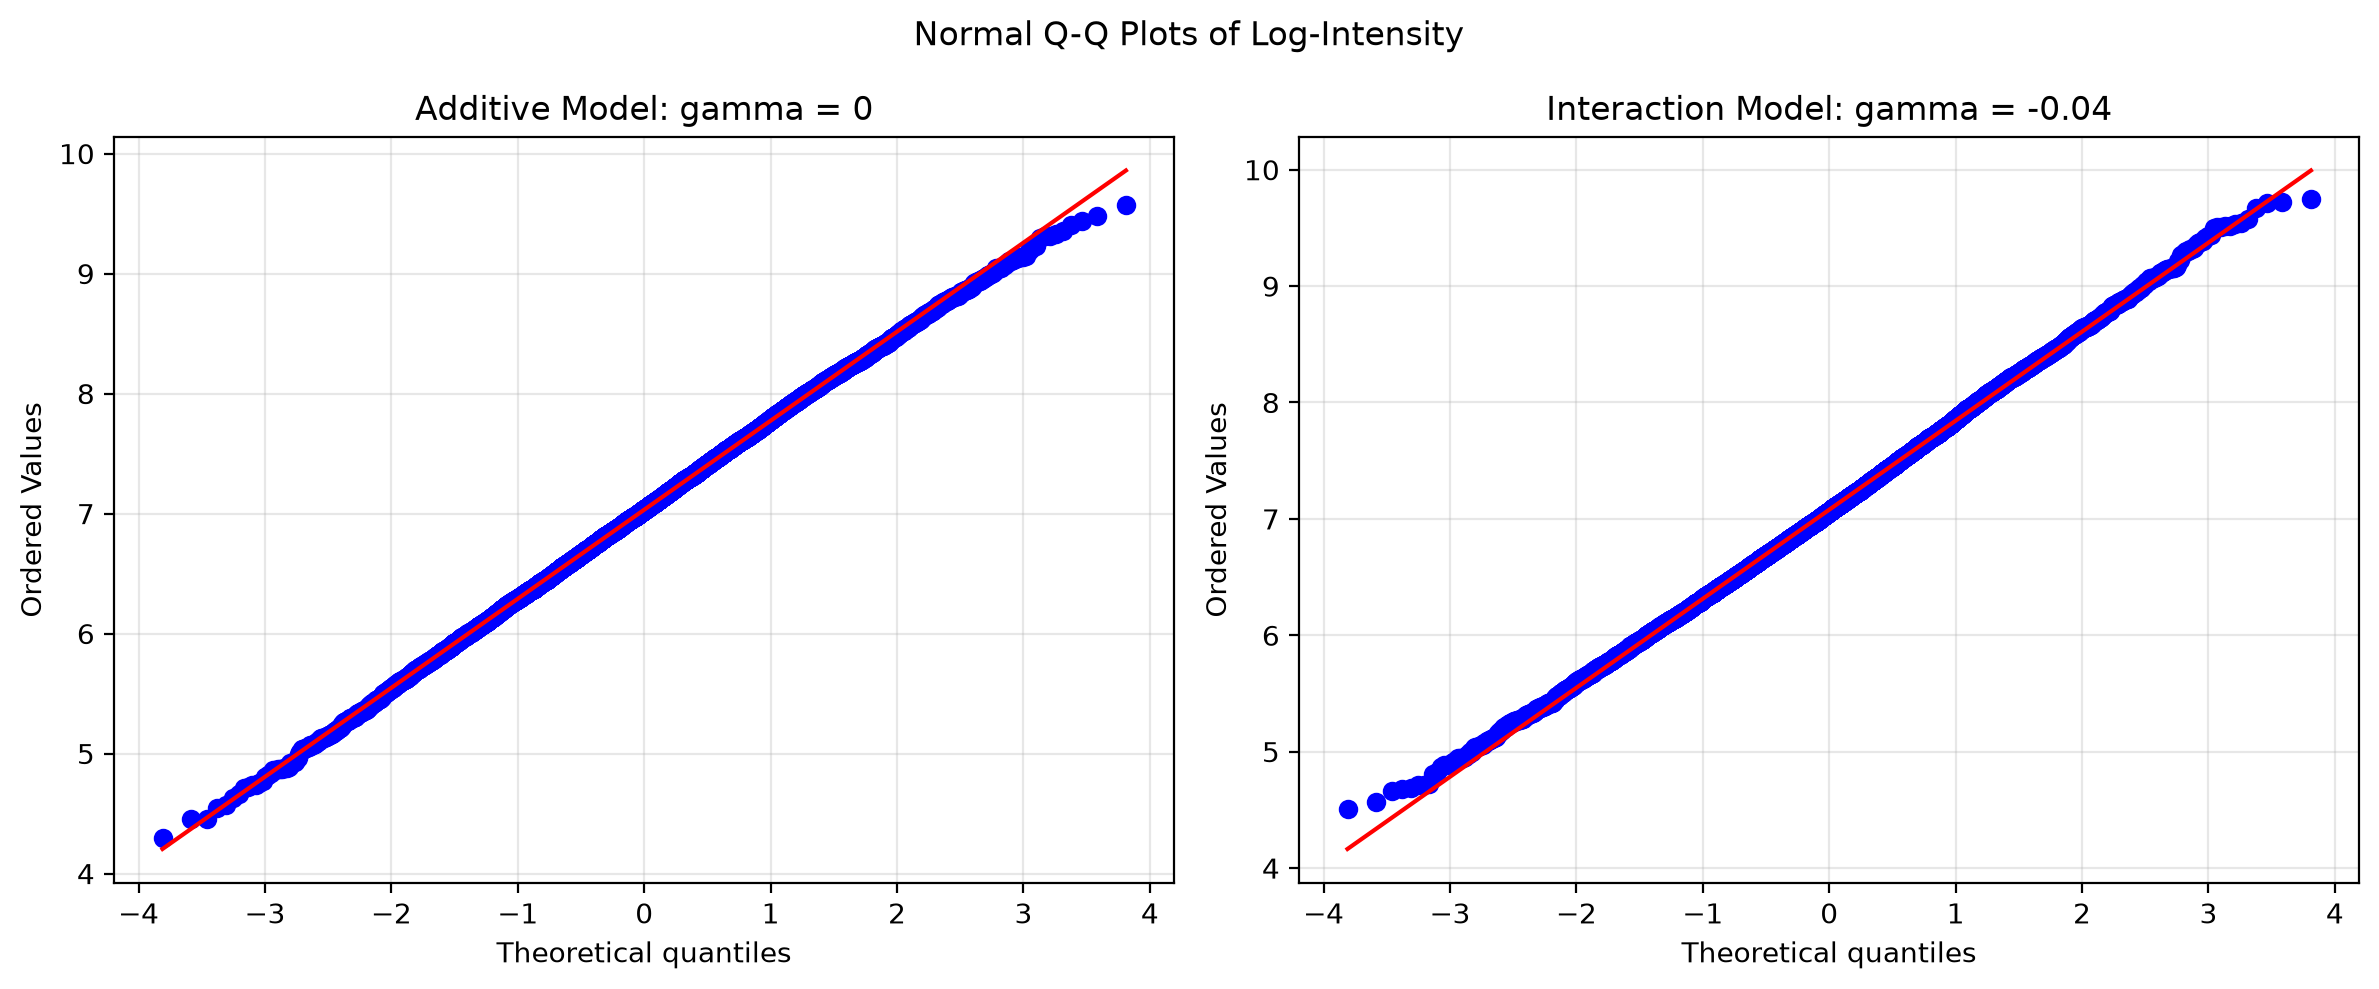 Normal Q-Q Plots of Log-Intensity
Additive Model: gamma = 0
10
9
8
7
6
5
4
Ordered Values
−4 −3 −2 −1 0 1 2 3 4
Theoretical quantiles
Interaction Model: gamma = -0.04
10
9
8
7
6
5
4
Ordered Values
−4 −3 −2 −1 0 1 2 3 4
Theoretical quantiles